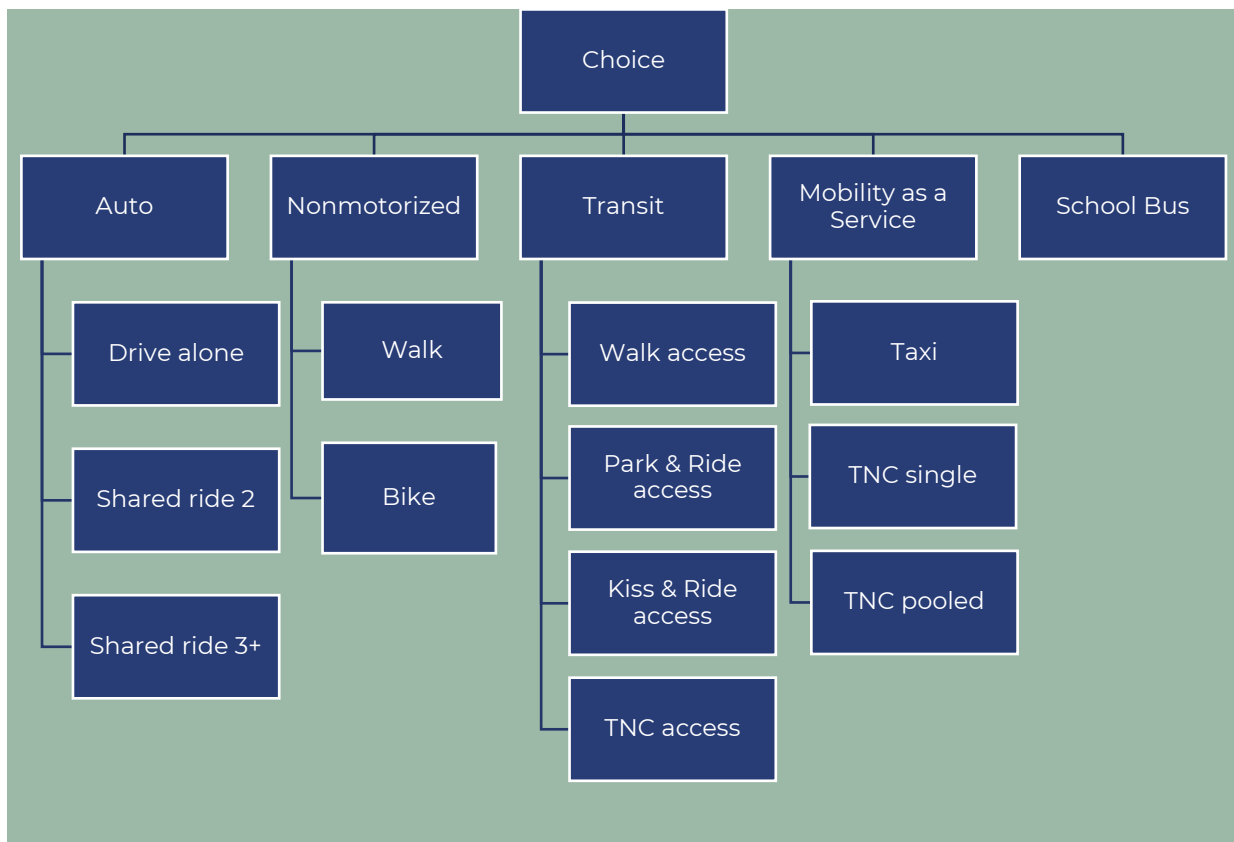 Choice
Auto
Nonmotorized
Transit
Mobility as a
Service
School Bus
Drive alone
Shared ride 2
Shared ride 3+
Walk
Bike
Walk access
Park & Ride
access
Kiss & Ride
access
TNC access
Taxi
TNC single
TNC pooled